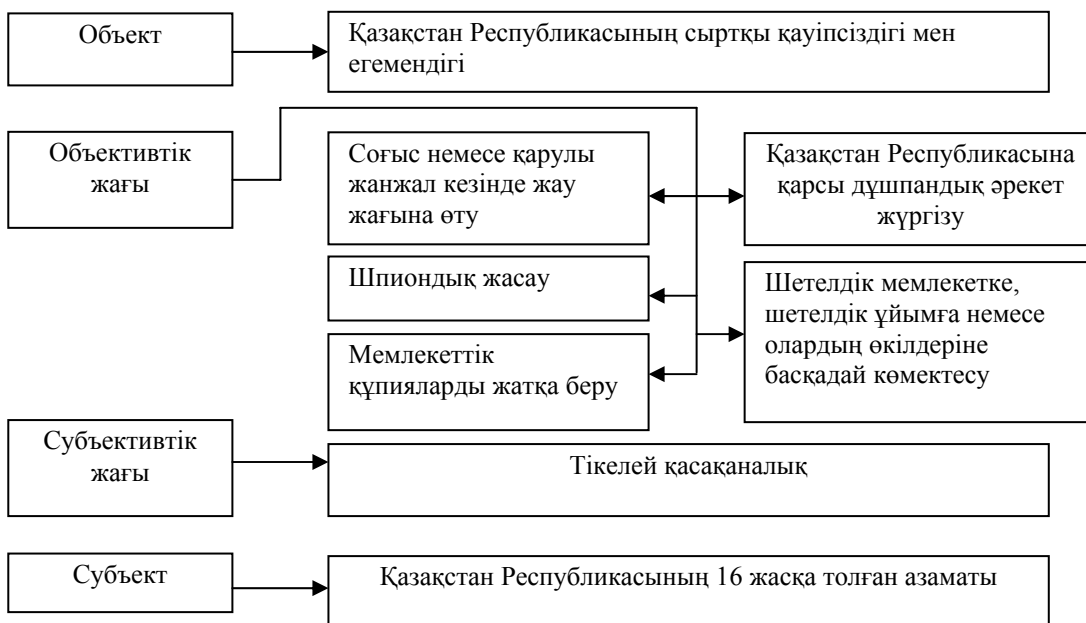 Объект
Қазақстан Республикасының сыртқы қауіпсіздігі мен
егемендігі
Объективтік
жағы
Соғыс немесе қарулы
жанжал кезінде жау
жағына өту
Қазақстан Республикасына
қарсы дұшпандық әрекет
жүргізу
Шпиондық жасау
Шетелдік мемлекетке,
шетелдік ұйымға немесе
олардың өкілдеріне
басқадай көмектесу
Мемлекеттік
құпияларды жатқа беру
Субъективтік
жағы
Тікелей қасақаналық
Субъект
Қазақстан Республикасының 16 жасқа толған азаматы